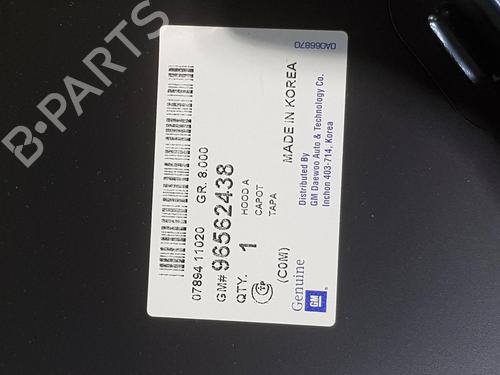 07894 11020 GR. 8.000
GM# 96562438
QTY. 1 HOOD A
CAPOT
TAPA
(COM) MADE IN KOREA
Genuine
GM
Distributed By
GM Daewoo Auto & Technology Co.
Inchon 403-714, Korea
0A066870
B-PARTS